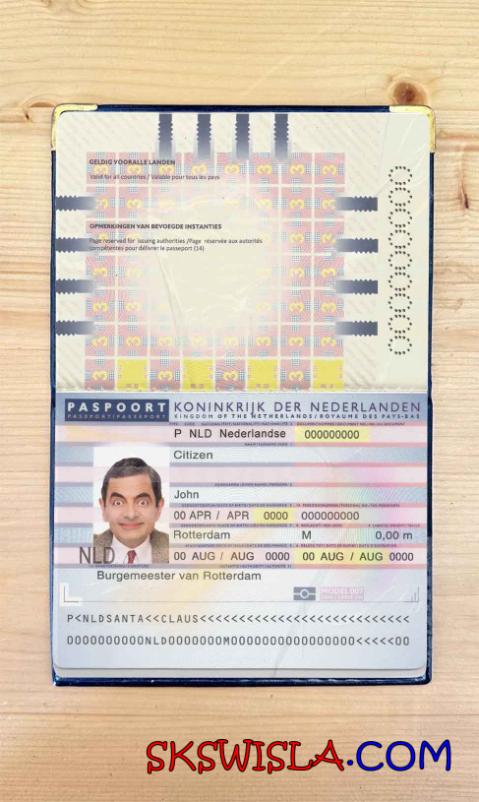 GELDIG VOORALLE LANDEN
Valid for all countries / Valable pour tous les pays
OPMERKINGEN VAN BEVOEGDE INSTANTIES
Page reserved for issuing authorities /Page réservée aux autorités
compétentes pour délivrer le passeport (14)
PASPOORT KONINKRIJK DER NEDERLANDEN
PASSPORT/PASSEPORT KINGDOM OF THE NETHERLANDS / ROYAUME DES PAYS-BAS
P NLD Nederlandse 000000000
Citizen
John
00 APR / APR 0000 000000000
Rotterdam M 0,00 m
NLD 00 AUG / AUG 0000 00 AUG / AUG 0000
Burgemeester van Rotterdam
MODEL 007
P<NLDSANTA<<CLAUS<<<<<<<<<<<<<<<<<<<<<<<<<<<
0000000000NLD0000000M0000000000000000<<<<<00
SKSWISLA.COM